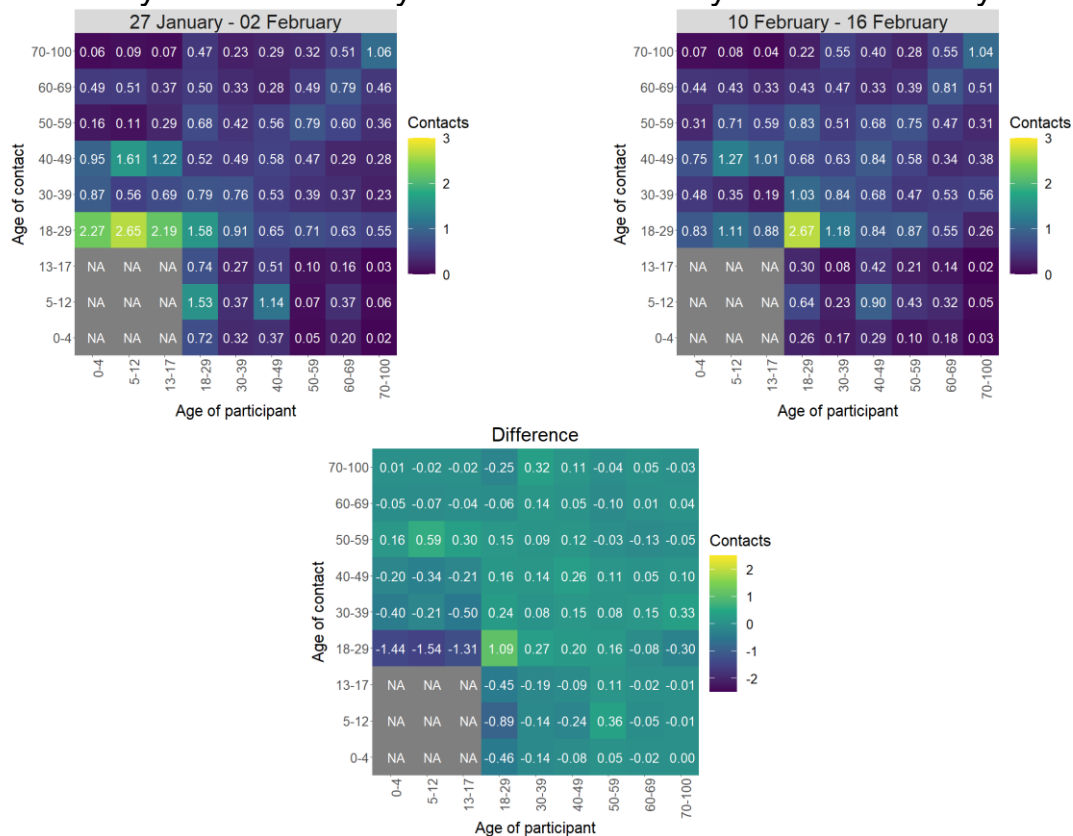 27 January - 02 February
70-100 0.06 0.09 0.07 0.47 0.23 0.29 0.32 0.51 1.06
60-69 0.49 0.51 0.37 0.50 0.33 0.28 0.49 0.79 0.46
50-59 0.16 0.11 0.29 0.68 0.42 0.56 0.79 0.60 0.36
40-49 0.95 1.61 1.22 0.52 0.49 0.58 0.47 0.29 0.28
30-39 0.87 0.56 0.69 0.79 0.76 0.53 0.39 0.37 0.23
18-29 2.27 2.65 2.19 1.58 0.91 0.65 0.71 0.63 0.55
13-17 NA NA NA 0.74 0.27 0.51 0.10 0.16 0.03
5-12 NA NA NA 1.53 0.37 1.14 0.07 0.37 0.06
0-4 NA NA NA 0.72 0.32 0.37 0.05 0.20 0.02
0-4 5-12 13-17 18-29 30-39 40-49 50-59 60-69 70-100
Age of participant
Age of contact
Contacts
3
2
1
0
10 February - 16 February
70-100 0.07 0.08 0.04 0.22 0.55 0.40 0.28 0.55 1.04
60-69 0.44 0.43 0.33 0.43 0.47 0.33 0.39 0.81 0.51
50-59 0.31 0.71 0.59 0.83 0.51 0.68 0.75 0.47 0.31
40-49 0.75 1.27 1.01 0.68 0.63 0.84 0.58 0.34 0.38
30-39 0.48 0.35 0.19 1.03 0.84 0.68 0.47 0.53 0.56
18-29 0.83 1.11 0.88 2.67 1.18 0.84 0.87 0.55 0.26
13-17 NA NA NA 0.30 0.08 0.42 0.21 0.14 0.02
5-12 NA NA NA 0.64 0.23 0.90 0.43 0.32 0.05
0-4 NA NA NA 0.26 0.17 0.29 0.10 0.18 0.03
0-4 5-12 13-17 18-29 30-39 40-49 50-59 60-69 70-100
Age of participant
Age of contact
Contacts
3
2
1
0
Difference
70-100 0.01 -0.02 -0.02 -0.25 0.32 0.11 -0.04 0.05 -0.03
60-69 -0.05 -0.07 -0.04 -0.06 0.14 0.05 -0.10 0.01 0.04
50-59 0.16 0.59 0.30 0.15 0.09 0.12 -0.03 -0.13 -0.05
40-49 -0.20 -0.34 -0.21 0.16 0.14 0.26 0.11 0.05 0.10
30-39 -0.40 -0.21 -0.50 0.24 0.08 0.15 0.08 0.15 0.33
18-29 -1.44 -1.54 -1.31 1.09 0.27 0.20 0.16 -0.08 -0.30
13-17 NA NA NA -0.45 -0.19 -0.09 0.11 -0.02 -0.01
5-12 NA NA NA -0.89 -0.14 -0.24 0.36 -0.05 -0.01
0-4 NA NA NA -0.46 -0.14 -0.08 0.05 -0.02 0.00
0-4 5-12 13-17 18-29 30-39 40-49 50-59 60-69 70-100
Age of participant
Age of contact
Contacts
2
1
0
-1
-2